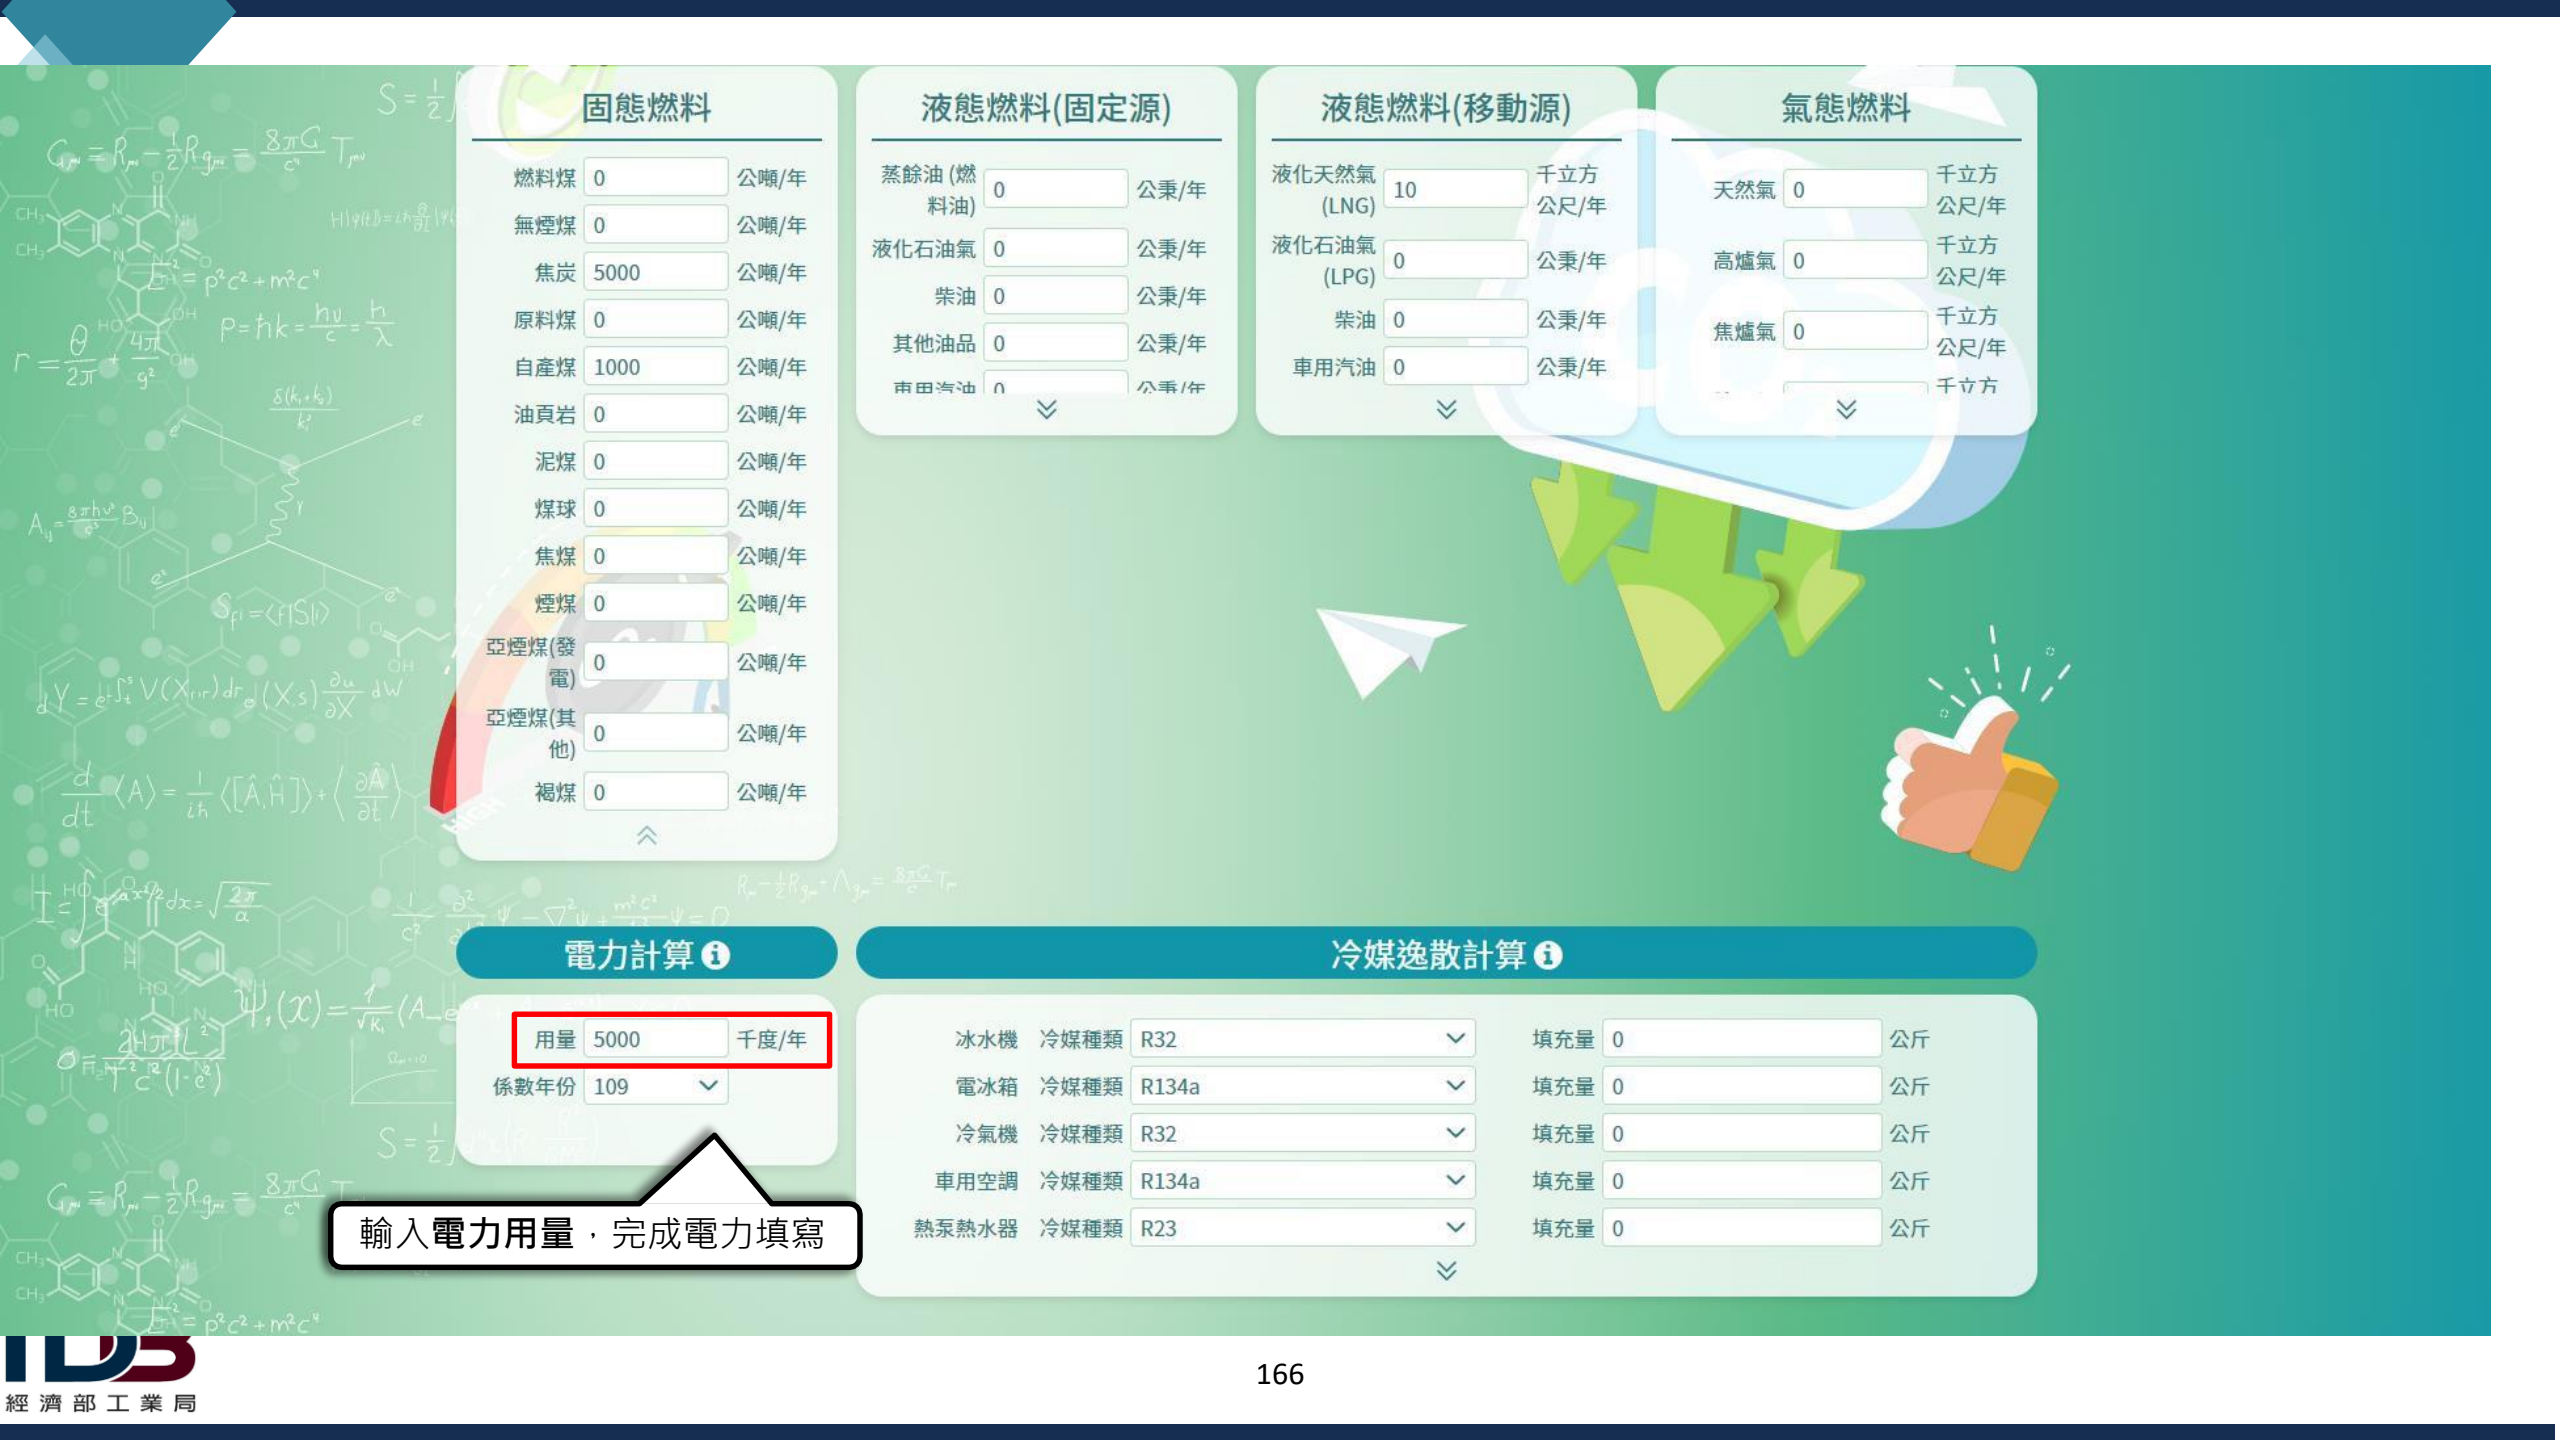 固態燃料
燃料煤 0 公噸/年
無煙煤 0 公噸/年
焦炭 5000 公噸/年
原料煤 0 公噸/年
自產煤 1000 公噸/年
油頁岩 0 公噸/年
泥煤 0 公噸/年
煤球 0 公噸/年
焦煤 0 公噸/年
煙煤 0 公噸/年
亞煙煤(發
電) 0 公噸/年
亞煙煤(其
他) 0 公噸/年
褐煤 0 公噸/年
液態燃料(固定源)
蒸餘油 (燃
料油) 0 公秉/年
液化石油氣 0 公秉/年
柴油 0 公秉/年
其他油品 0 公秉/年
車用汽油 0 公秉/年
液態燃料(移動源)
液化天然氣
(LNG) 10 千立方
公尺/年
液化石油氣
(LPG) 0 公秉/年
柴油 0 公秉/年
車用汽油 0 公秉/年
氣態燃料
天然氣 0 千立方
公尺/年
高爐氣 0 千立方
公尺/年
焦爐氣 0 千立方
公尺/年
千立方
電力計算
用量 5000 千度/年
係數年份 109
輸入電力用量，完成電力填寫
冷媒逸散計算
冰水機 冷媒種類 R32 填充量 0 公斤
電冰箱 冷媒種類 R134a 填充量 0 公斤
冷氣機 冷媒種類 R32 填充量 0 公斤
車用空調 冷媒種類 R134a 填充量 0 公斤
熱泵熱水器 冷媒種類 R23 填充量 0 公斤
IDB
經濟部工業局
166